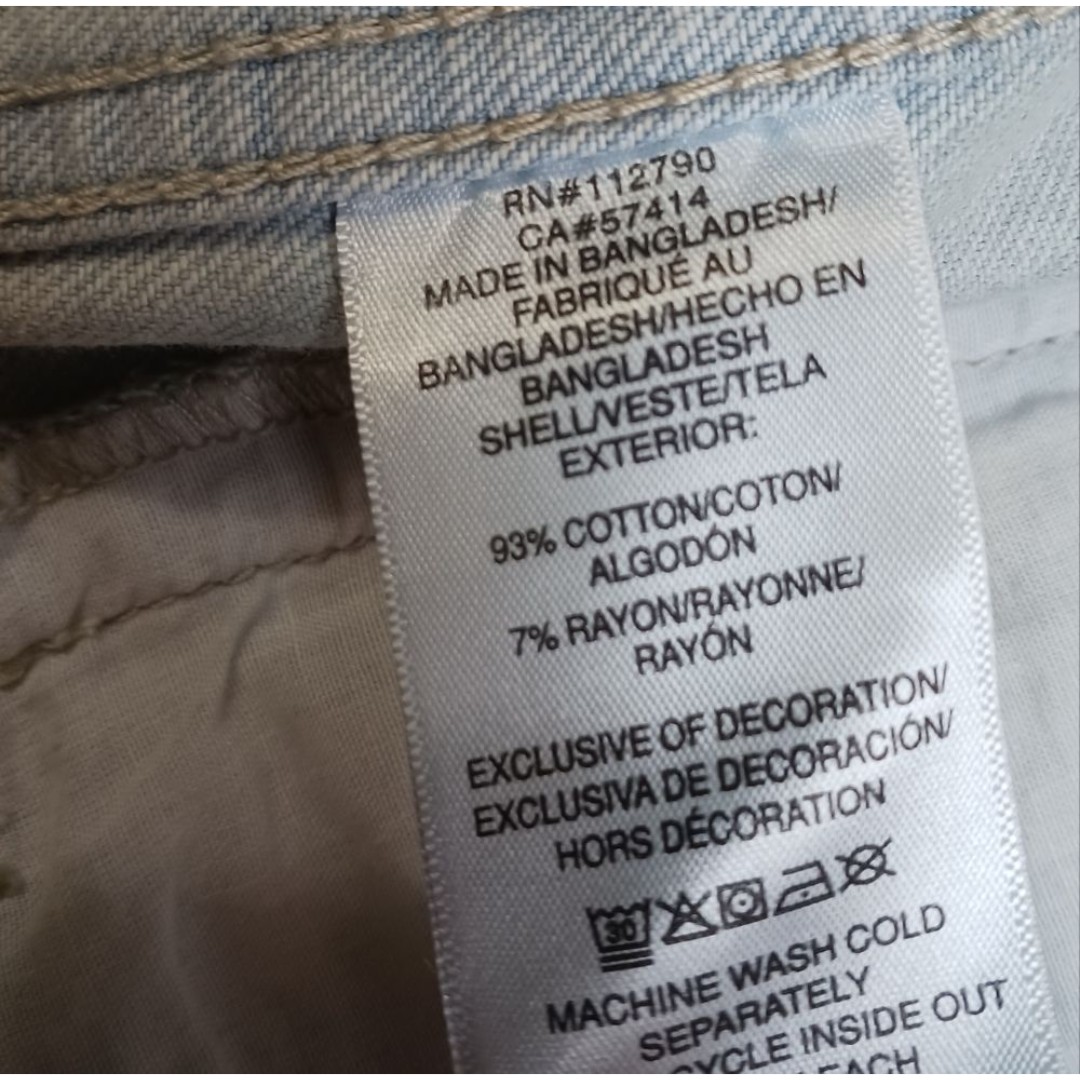 RN#112790
CA#57414
MADE IN BANGLADESH/
FABRIQUÉ AU
BANGLADESH/HECHO EN
BANGLADESH
SHELL/VESTE/TELA
EXTERIOR:
93% COTTON/COTON/
ALGODÓN
7% RAYON/RAYONNE/
RAYÓN
EXCLUSIVE OF DECORATION/
EXCLUSIVA DE DECORACIÓN/
HORS DÉCORATION
30
MACHINE WASH COLD
SEPARATELY
INSIDE OUT